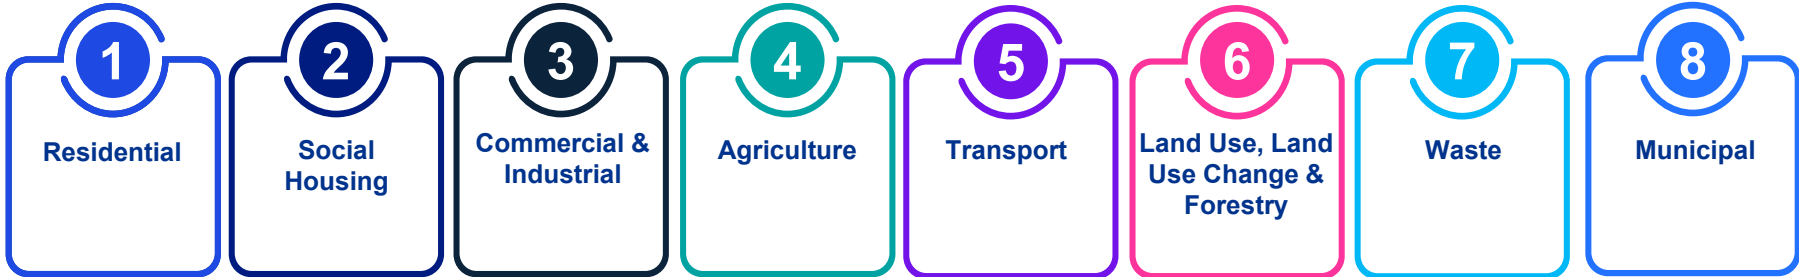 1
Residential
2
Social
Housing
3
Commercial &
Industrial
4
Agriculture
5
Transport
6
Land Use, Land
Use Change &
Forestry
7
Waste
8
Municipal